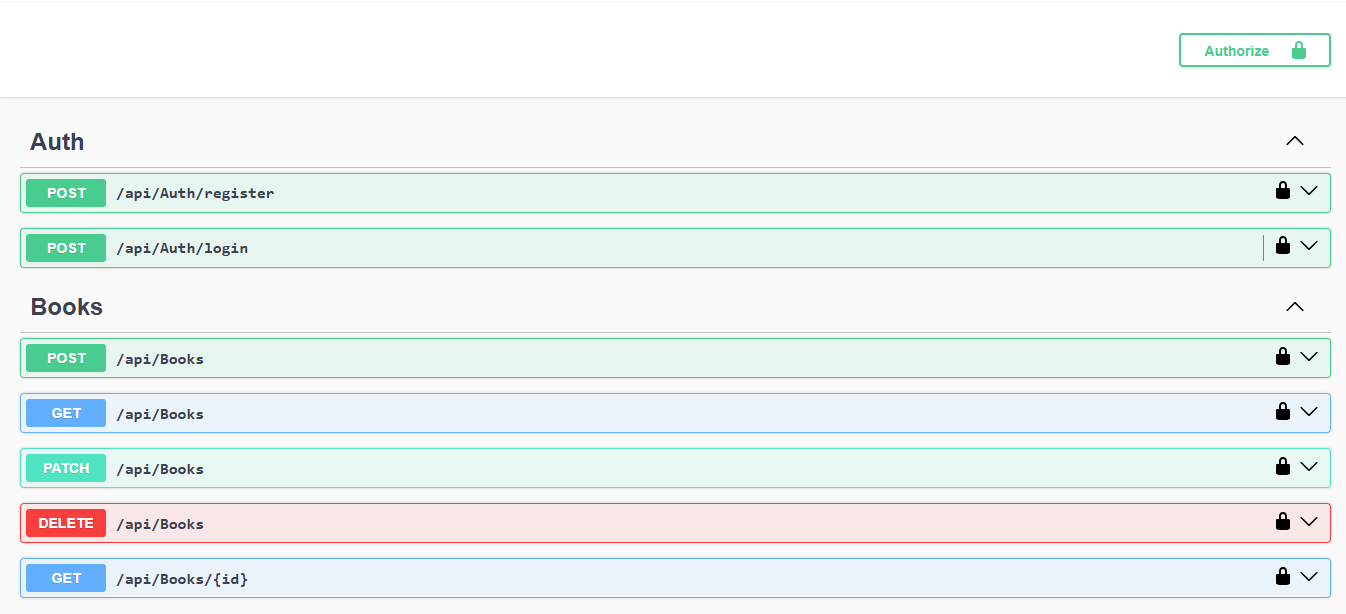 Authorize
Auth
POST /api/Auth/register
POST /api/Auth/login
Books
POST /api/Books
GET /api/Books
PATCH /api/Books
DELETE /api/Books
GET /api/Books/{id}